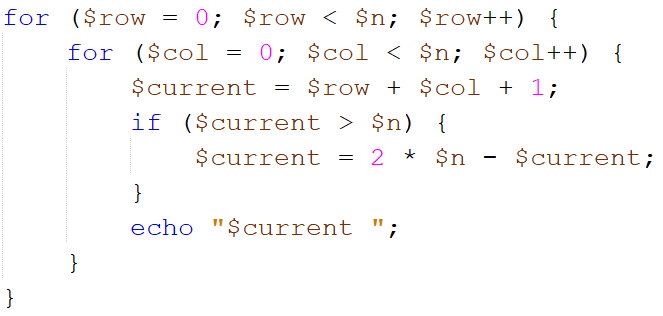 for ($row = 0; $row < $n; $row++) {
    for ($col = 0; $col < $n; $col++) {
        $current = $row + $col + 1;
        if ($current > $n) {
            $current = 2 * $n - $current;
        }
        echo "$current ";
    }
}